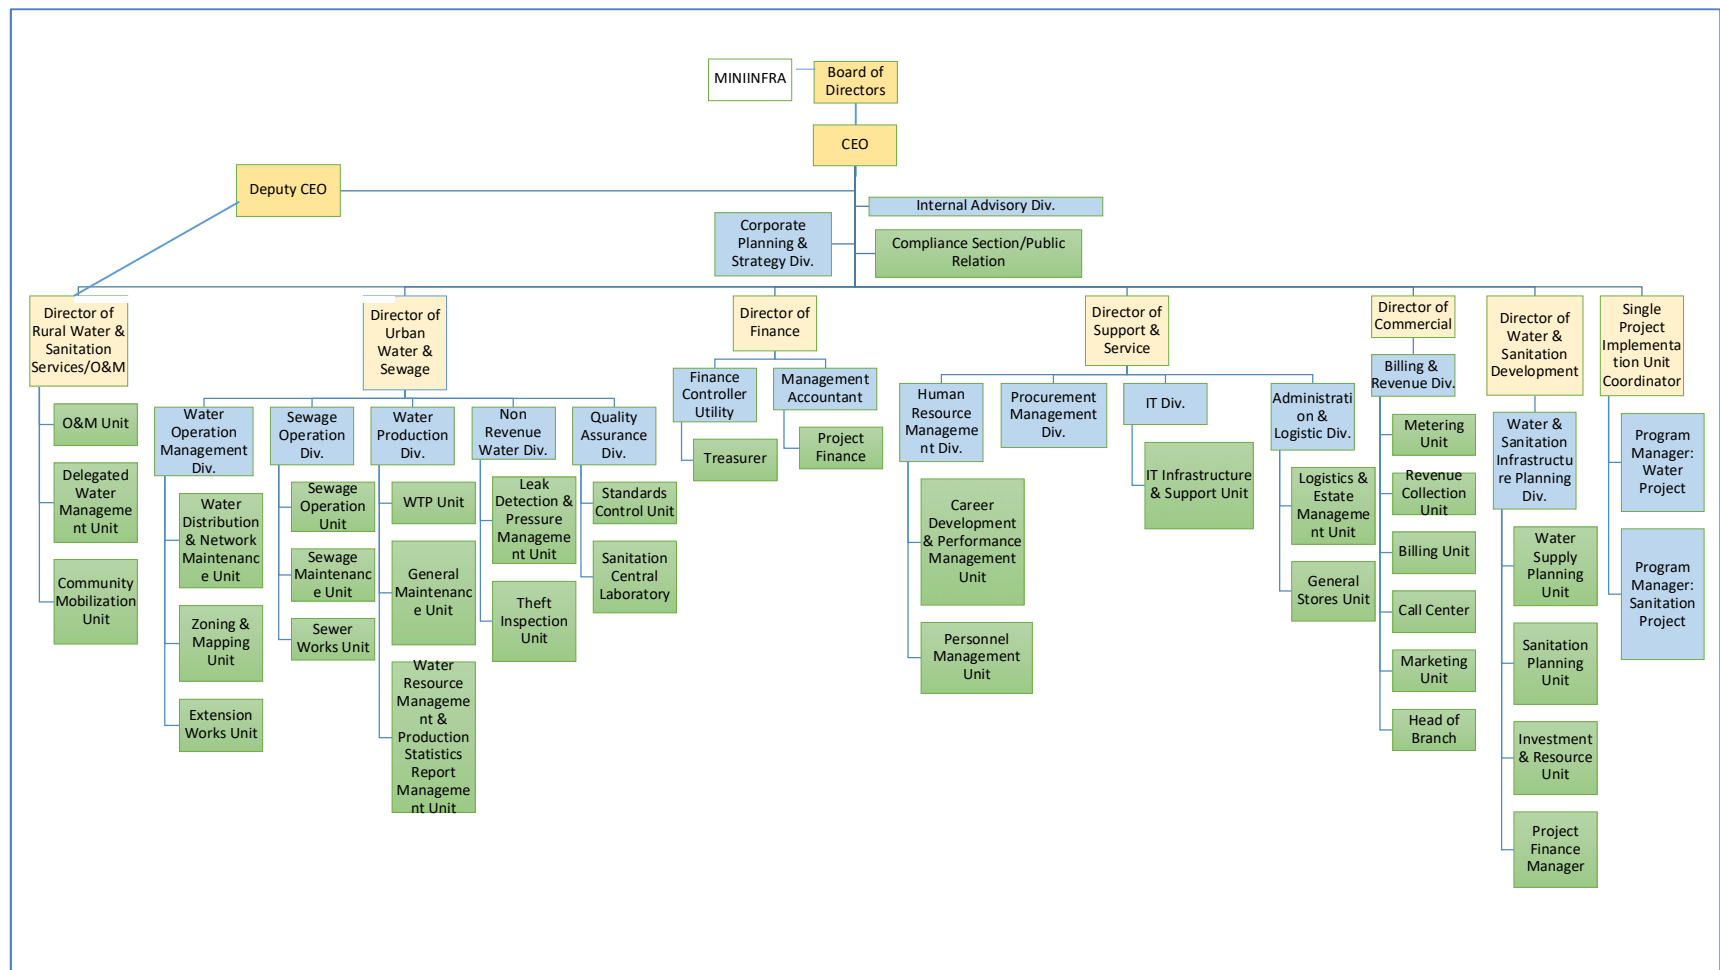 MINIINFRA
Board of
Directors
CEO
Deputy CEO
Internal Advisory Div.
Corporate
Planning &
Strategy Div.
Compliance Section/Public
Relation
Director of
Rural Water &
Sanitation
Services/O&M
O&M Unit
Delegated
Water
Manageme
nt Unit
Community
Mobilization
Unit
Director of
Urban
Water &
Sewage
Water
Operation
Management
Div.
Water
Distribution
& Network
Maintenanc
e Unit
Zoning &
Mapping
Unit
Extension
Works Unit
Sewage
Operation
Div.
Sewage
Operation
Unit
Sewage
Maintenanc
e Unit
Sewer
Works Unit
Water
Production
Div.
WTP Unit
General
Maintenanc
e Unit
Water
Resource
Manageme
nt &
Production
Statistics
Report
Manageme
nt Unit
Non
Revenue
Water Div.
Leak
Detection &
Pressure
Manageme
nt Unit
Theft
Inspection
Unit
Quality
Assurance
Div.
Standards
Control Unit
Sanitation
Central
Laboratory
Director of
Finance
Finance
Controller
Utility
Treasurer
Management
Accountant
Project
Finance
Director of
Support &
Service
Human
Resource
Manageme
nt Div.
Career
Development
& Performance
Management
Unit
Personnel
Management
Unit
Procurement
Management
Div.
IT Div.
IT Infrastructure
& Support Unit
Administrati
on &
Logistic Div.
Logistics &
Estate
Manageme
nt Unit
General
Stores Unit
Director of
Commercial
Billing &
Revenue Div.
Metering
Unit
Revenue
Collection
Unit
Billing Unit
Call Center
Marketing
Unit
Head of
Branch
Director of
Water &
Sanitation
Development
Water &
Sanitation
Infrastructu
re Planning
Div.
Water
Supply
Planning
Unit
Sanitation
Planning
Unit
Investment
& Resource
Unit
Project
Finance
Manager
Single
Project
Implementa
tion Unit
Coordinator
Program
Manager:
Water
Project
Program
Manager:
Sanitation
Project